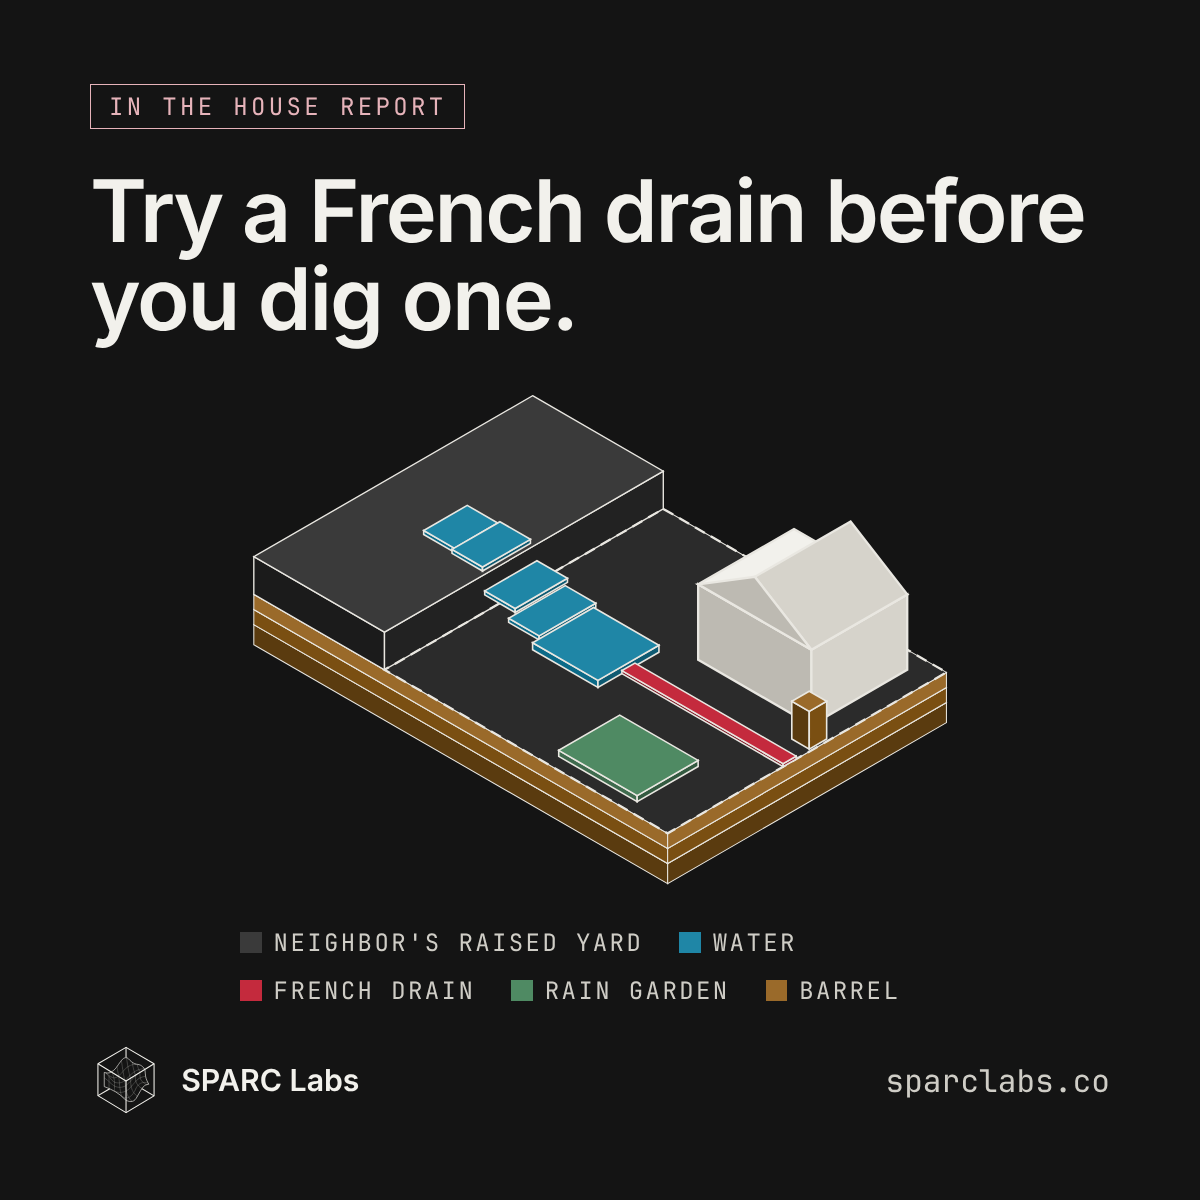 IN THE HOUSE REPORT
Try a French drain before
you dig one.
NEIGHBOR'S RAISED YARD WATER
FRENCH DRAIN RAIN GARDEN BARREL
SPARC Labs sparclabs.co